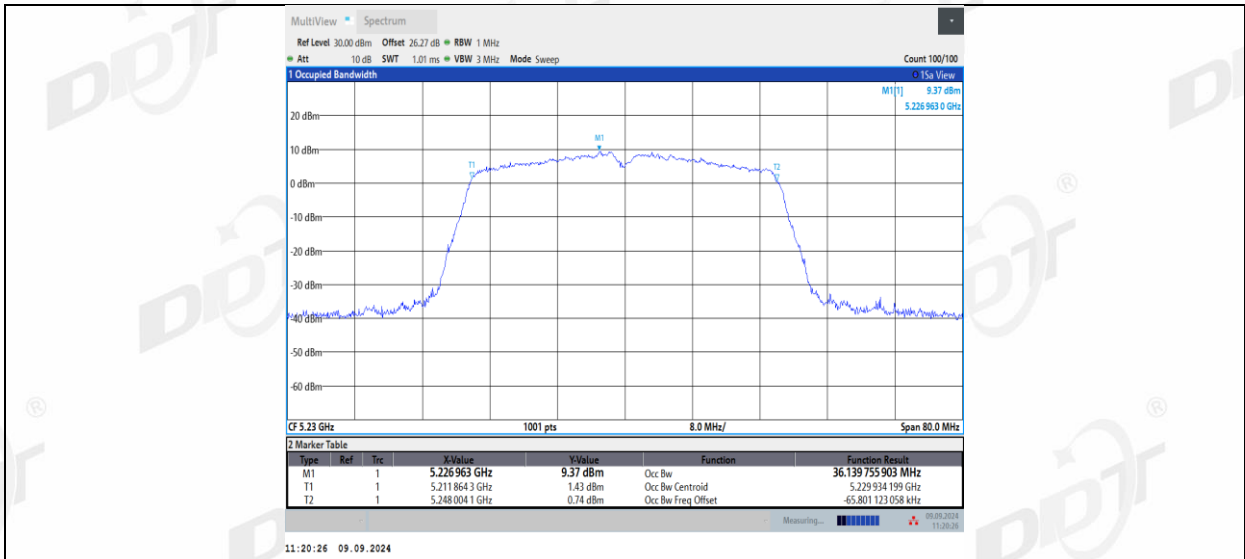 MultiView Spectrum
Ref Level 30.00 dBm Offset 26.27 dB RBW 1 MHz
Att 10 dB SWT 1.01 ms VBW 3 MHz Mode Sweep Count 100/100
1 Occupied Bandwidth 1Sa View
M1[1] 9.37 dBm
5.226 963 0 GHz
20 dBm
M1
10 dBm
T1
T2
0 dBm
-10 dBm
-20 dBm
-30 dBm
-40 dBm
-50 dBm
-60 dBm
CF 5.23 GHz 1001 pts 8.0 MHz/ Span 80.0 MHz
2 Marker Table
Type Ref Trc X-Value Y-Value Function Function Result
M1 1 5.226 963 GHz 9.37 dBm Occ Bw 36.139 755 903 MHz
T1 1 5.211 864 3 GHz 1.43 dBm Occ Bw Centroid 5.229 934 199 GHz
T2 1 5.248 004 1 GHz 0.74 dBm Occ Bw Freq Offset -65.801 123 058 kHz
Measuring... 09.09.2024
11:20:26
11:20:26 09.09.2024
DDT
®